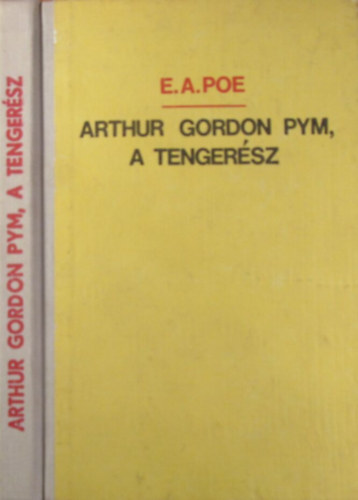 ARTHUR GORDON PYM, A TENGERÉSZ
E.A.POE
ARTHUR GORDON PYM,
A TENGERÉSZ